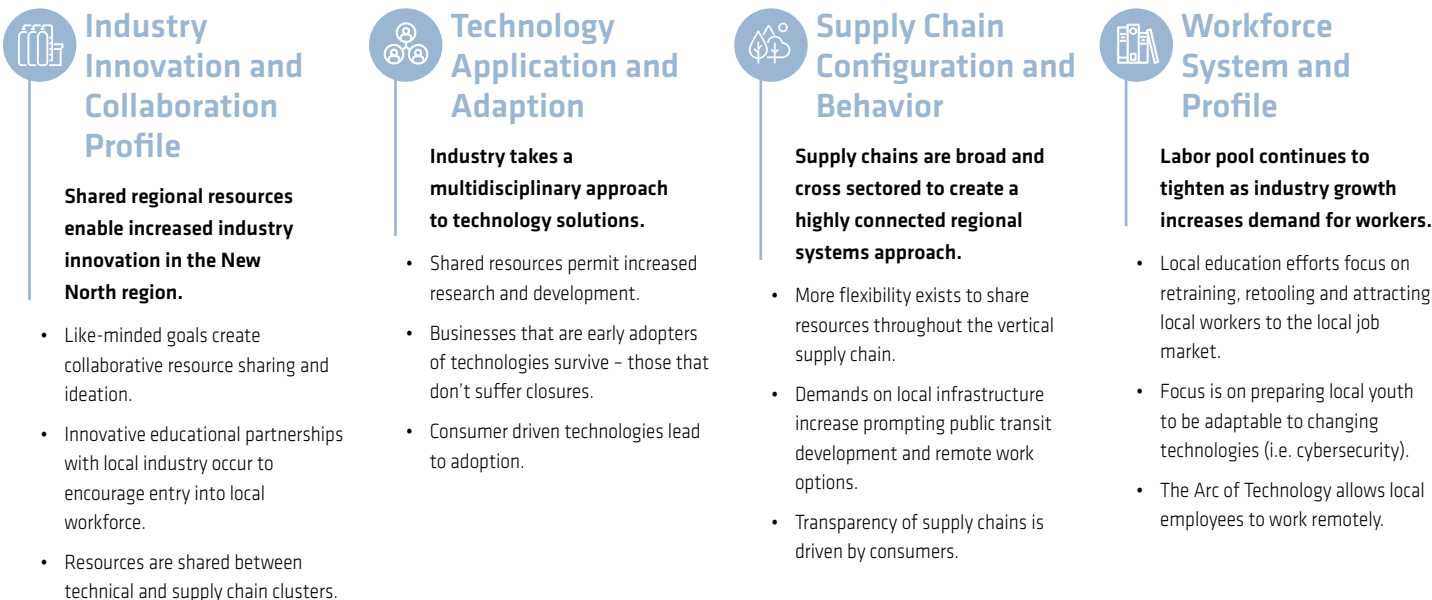 Industry
Innovation and
Collaboration
Profile
Shared regional resources
enable increased industry
innovation in the New
North region.
• Like-minded goals create
collaborative resource sharing and
ideation.
• Innovative educational partnerships
with local industry occur to
encourage entry into local
workforce.
• Resources are shared between
technical and supply chain clusters.
Technology
Application and
Adaption
Industry takes a
multidisciplinary approach
to technology solutions.
• Shared resources permit increased
research and development.
• Businesses that are early adopters
of technologies survive – those that
don’t suffer closures.
• Consumer driven technologies lead
to adoption.
Supply Chain
Configuration and
Behavior
Supply chains are broad and
cross sectored to create a
highly connected regional
systems approach.
• More flexibility exists to share
resources throughout the vertical
supply chain.
• Demands on local infrastructure
increase prompting public transit
development and remote work
options.
• Transparency of supply chains is
driven by consumers.
Workforce
System and
Profile
Labor pool continues to
tighten as industry growth
increases demand for workers.
• Local education efforts focus on
retraining, retooling and attracting
local workers to the local job
market.
• Focus is on preparing local youth
to be adaptable to changing
technologies (i.e. cybersecurity).
• The Arc of Technology allows local
employees to work remotely.